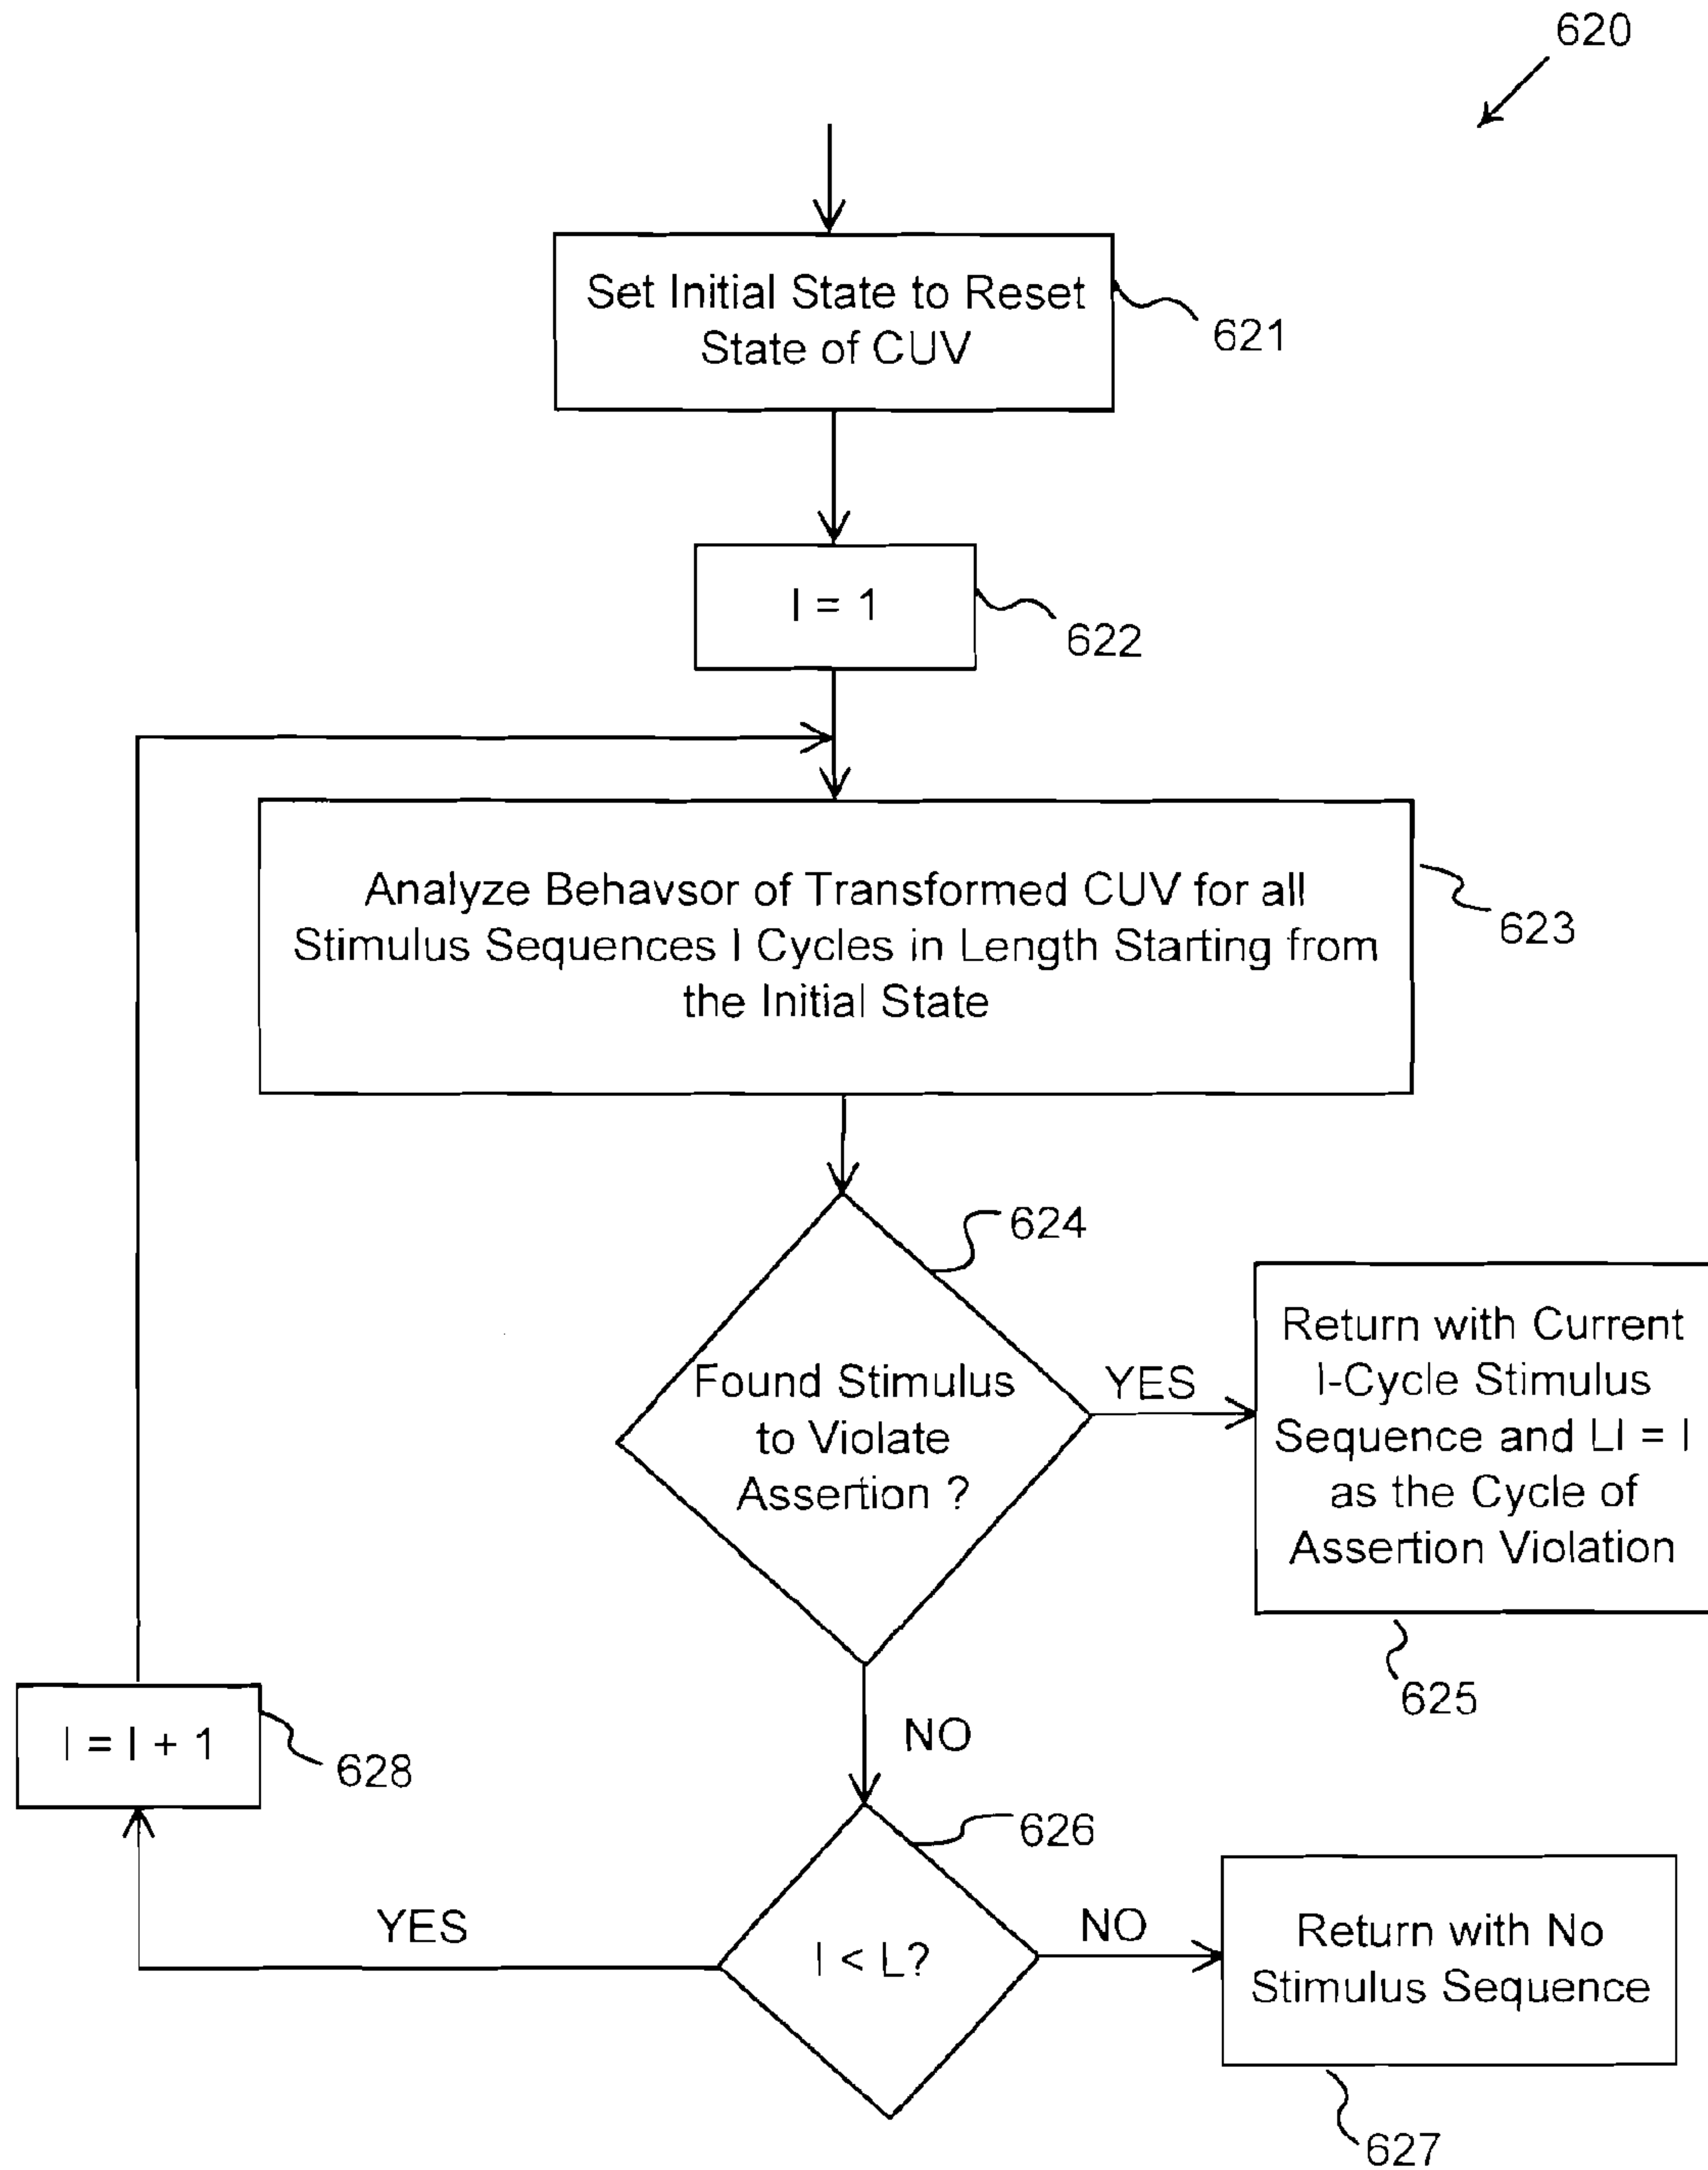 620
Set Initial State to Reset
State of CUV
621
I = 1
622
Analyze Behavsor of Transformed CUV for all
Stimulus Sequences I Cycles in Length Starting from
the Initial State
623
624
Found Stimulus
to Violate
Assertion ?
YES
Return with Current
I-Cycle Stimulus
Sequence and LI = I
as the Cycle of
Assertion Violation
625
NO
I = I + 1
628
626
I < L?
YES
NO
Return with No
Stimulus Sequence
627